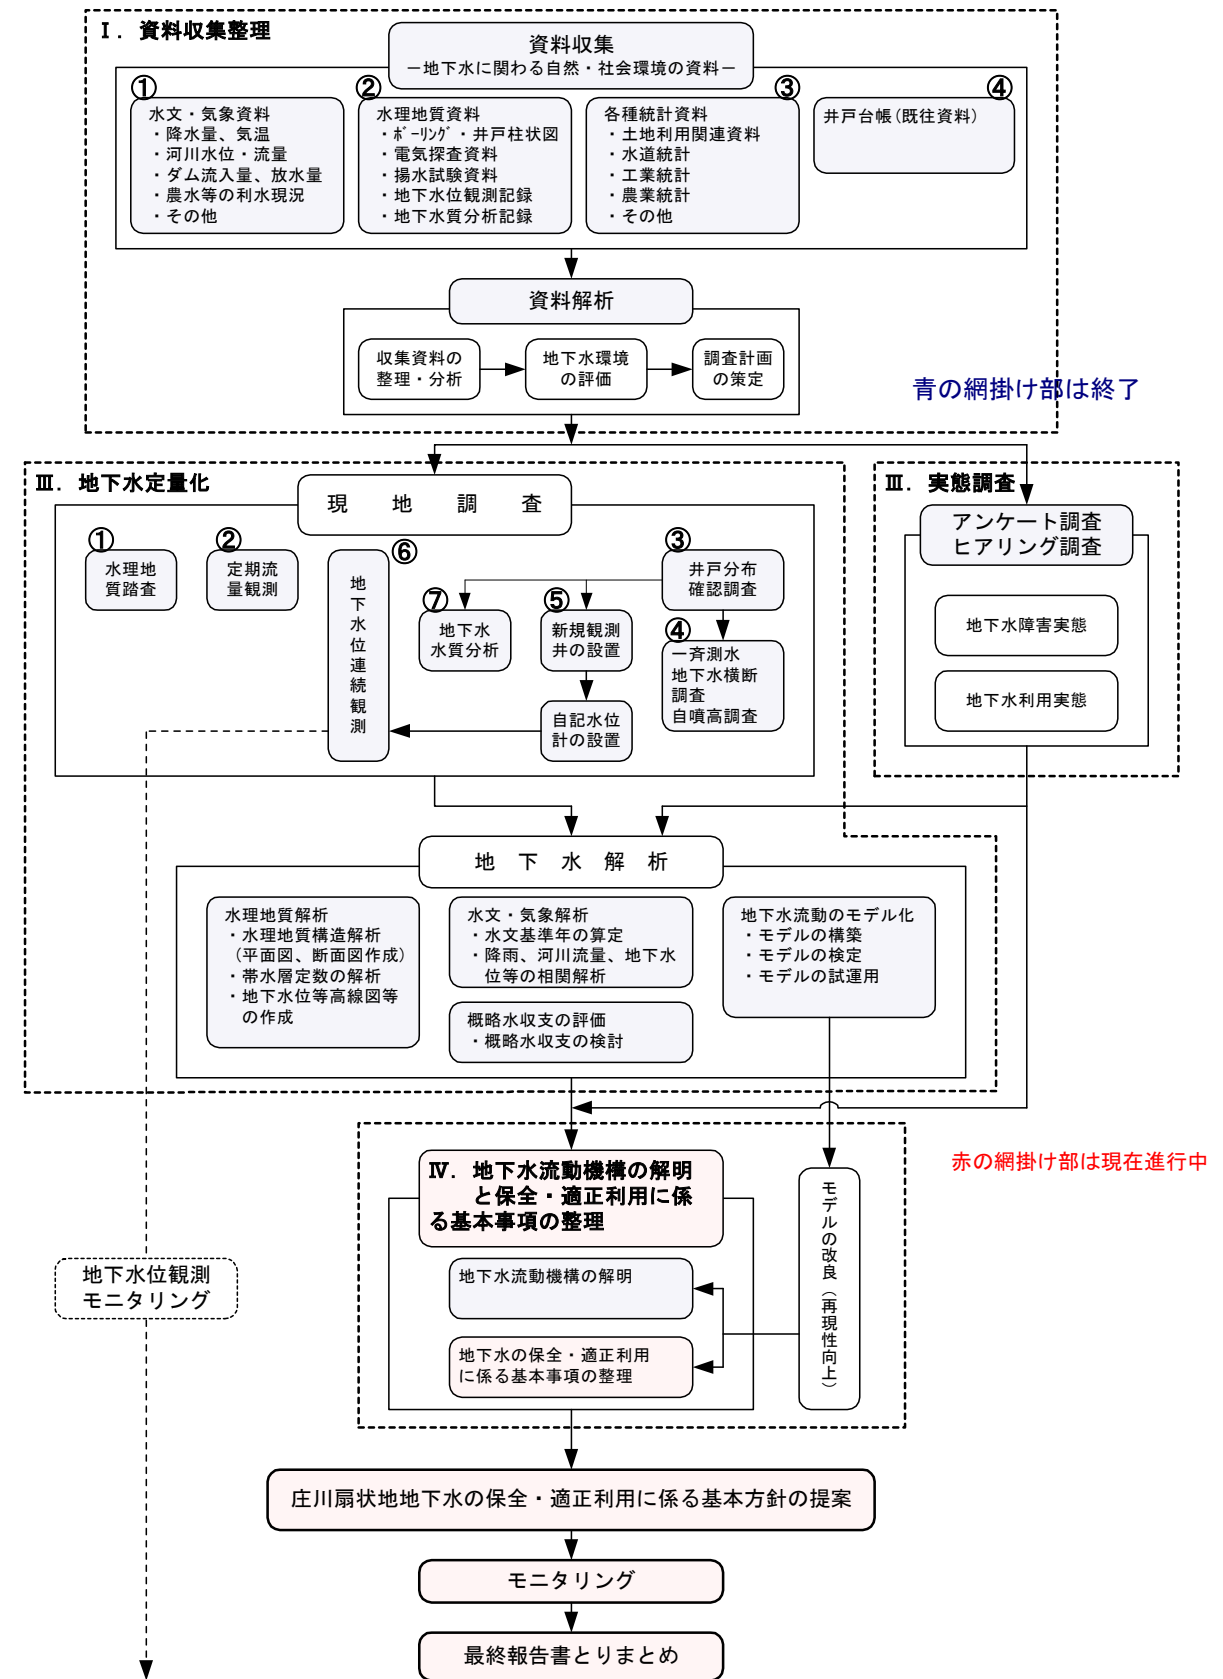 Ⅰ．資料収集整理
資料収集
－地下水に関わる自然・社会環境の資料－
①
水文・気象資料
・降水量、気温
・河川水位・流量
・ダム流入量、放水量
・農水等の利水現況
・その他
②
水理地質資料
・ﾎﾞｰﾘﾝｸﾞ・井戸柱状図
・電気探査資料
・揚水試験資料
・地下水位観測記録
・地下水質分析記録
③
各種統計資料
・土地利用関連資料
・水道統計
・工業統計
・農業統計
・その他
④
井戸台帳(既往資料)
資料解析
収集資料の
整理・分析
地下水環境
の評価
調査計画
の策定
青の網掛け部は終了
Ⅲ．地下水定量化
現地調査
①
水理地
質踏査
②
定期流
量観測
⑥
地下水位連続観測
⑦
地下水
水質分析
⑤
新規観測
井の設置
自記水位
計の設置
③
井戸分布
確認調査
④
一斉測水
地下水横断
調査
自噴高調査
Ⅲ．実態調査
アンケート調査
ヒアリング調査
地下水障害実態
地下水利用実態
地下水解析
水理地質解析
・水理地質構造解析
(平面図、断面図作成)
・帯水層定数の解析
・地下水位等高線図等
の作成
水文・気象解析
・水文基準年の算定
・降雨、河川流量、地下水
位等の相関解析
概略水収支の評価
・概略水収支の検討
地下水流動のモデル化
・モデルの構築
・モデルの検定
・モデルの試運用
Ⅳ．地下水流動機構の解明
と保全・適正利用に係
る基本事項の整理
地下水流動機構の解明
地下水の保全・適正利用
に係る基本事項の整理
モデルの改良（再現性向上）
赤の網掛け部は現在進行中
地下水位観測
モニタリング
庄川扇状地地下水の保全・適正利用に係る基本方針の提案
モニタリング
最終報告書とりまとめ